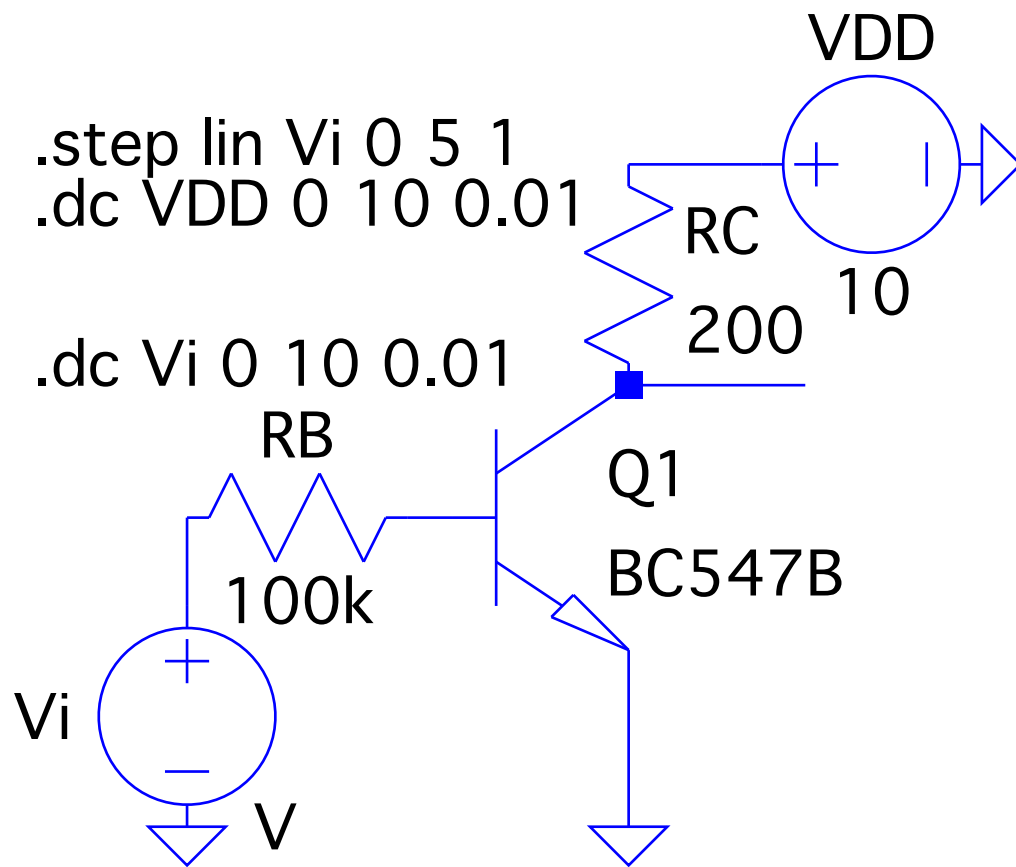 VDD
.step lin Vi 0 5 1
.dc VDD 0 10 0.01
RC
10
200
.dc Vi 0 10 0.01
RB
Q1
BC547B
100k
Vi
V